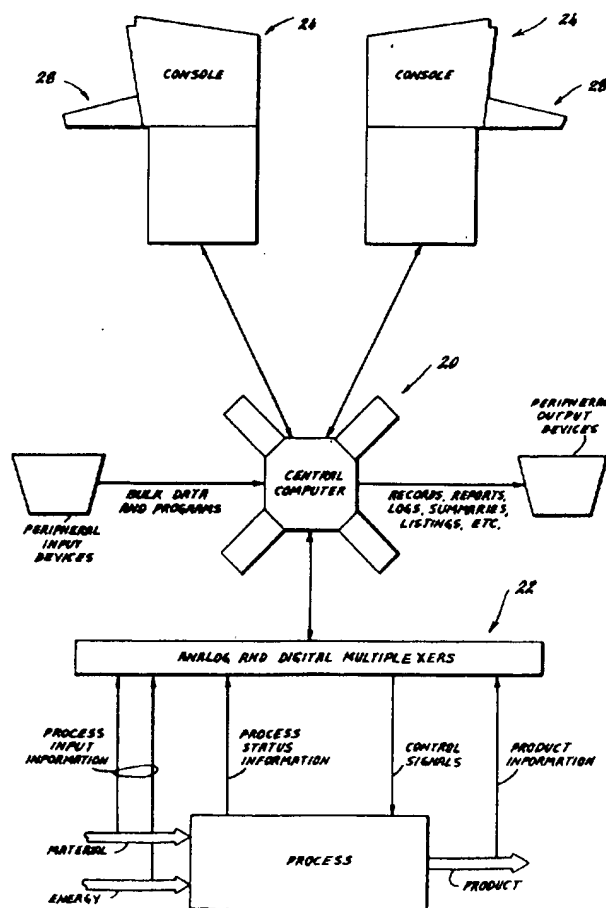 24
24
CONSOLE
CONSOLE
28
28
20
PERIPHERAL
OUTPUT
DEVICES
CENTRAL
COMPUTER
BULK DATA
AND PROGRAMS
RECORDS, REPORTS,
LOGS, SUMMARIES,
LISTINGS, ETC.
PERIPHERAL
INPUT
DEVICES
22
ANALOG AND DIGITAL MULTIPLEXERS
PROCESS
INPUT
INFORMATION
PROCESS
STATUS
INFORMATION
CONTROL
SIGNALS
PRODUCT
INFORMATION
MATERIAL
PROCESS
ENERGY
PRODUCT